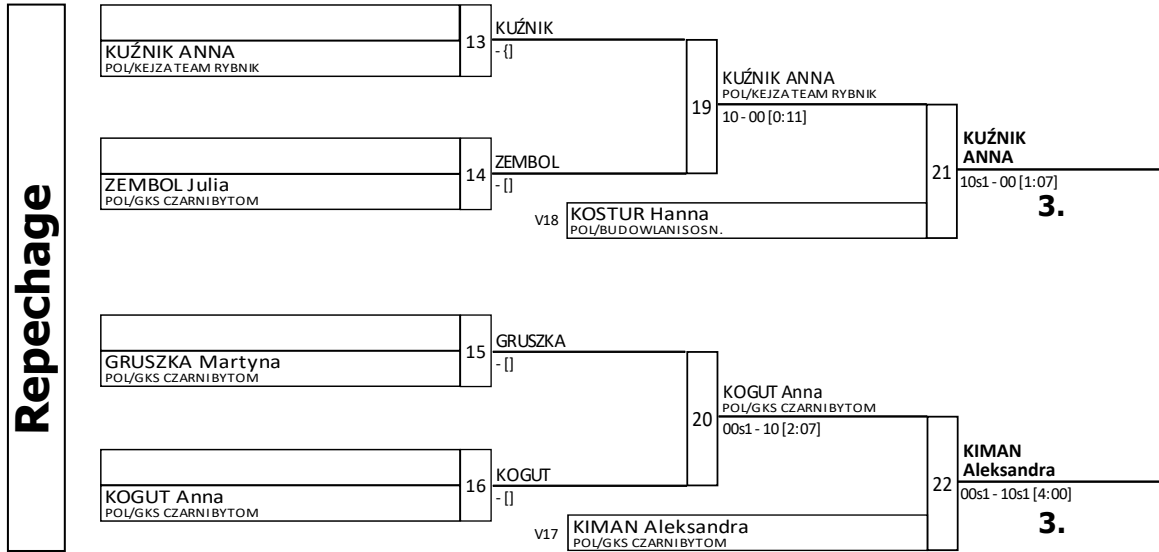 Repechage
13
KUŹNIK ANNA
POL/KEJZA TEAM RYBNIK
KUŹNIK
- {]
14
ZEMBOL Julia
POL/GKS CZARNI BYTOM
ZEMBOL
- []
19
KUŹNIK ANNA
POL/KEJZA TEAM RYBNIK
10 - 00 [0:11]
V18
KOSTUR Hanna
POL/BUDOWLANI SOSN.
21
KUŹNIK
ANNA
10s1 - 00 [1:07]
3.
15
GRUSZKA Martyna
POL/GKS CZARNI BYTOM
GRUSZKA
- []
16
KOGUT Anna
POL/GKS CZARNI BYTOM
KOGUT
- []
20
KOGUT Anna
POL/GKS CZARNI BYTOM
00s1 - 10 [2:07]
V17
KIMAN Aleksandra
POL/GKS CZARNI BYTOM
22
KIMAN
Aleksandra
00s1 - 10s1 [4:00]
3.